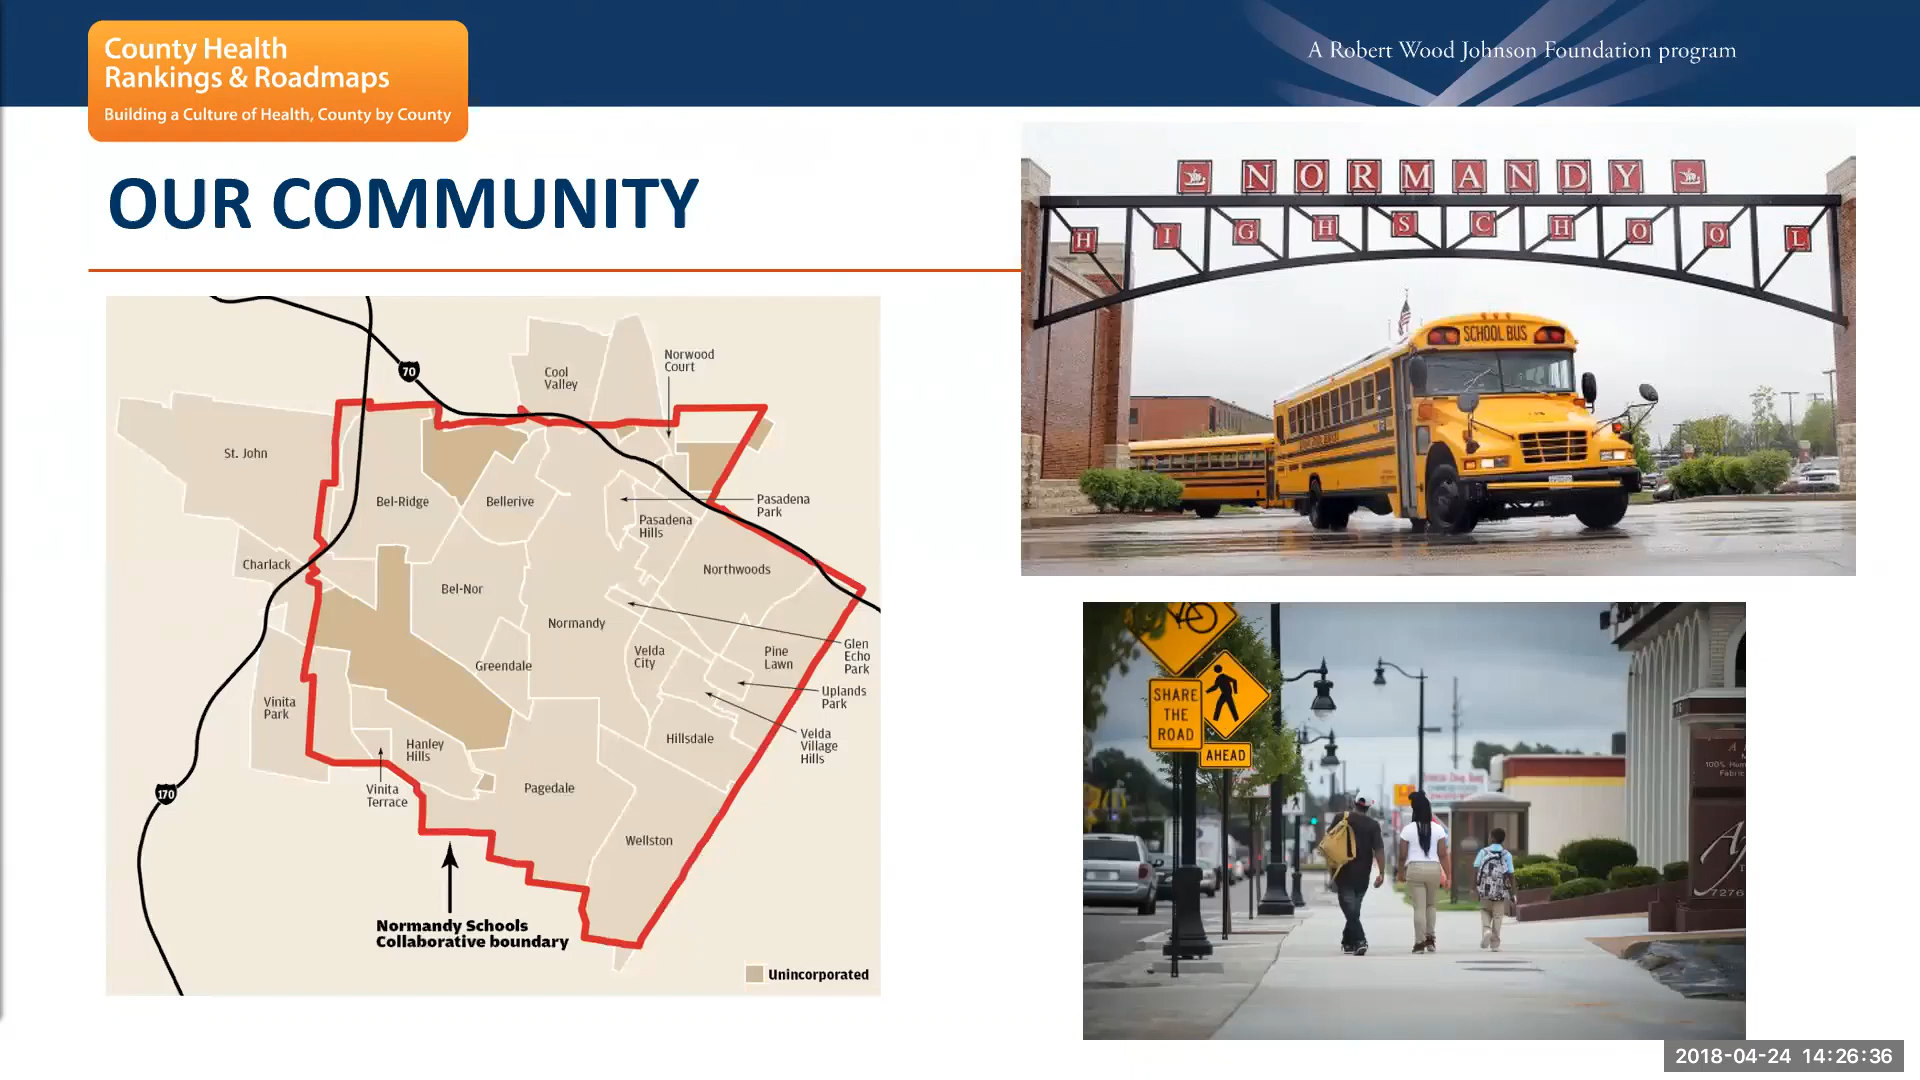 County Health
Rankings & Roadmaps
Building a Culture of Health, County by County
A Robert Wood Johnson Foundation program
OUR COMMUNITY
NORMANDY
HIGH SCHOOL
SCHOOL BUS
70
Cool
Valley
Norwood
Court
St. John
Bel-Ridge
Bellerive
Pasadena
Park
Pasadena
Hills
Charlack
Bel-Nor
Northwoods
Normandy
Glen
Echo
Park
Velda
City
Pine
Lawn
Greendale
Uplands
Park
Vinita
Park
Hanley
Hills
Hillsdale
Velda
Village
Hills
170
Vinita
Terrace
Pagedale
Wellston
Normandy Schools
Collaborative boundary
Unincorporated
SHARE
THE
ROAD
AHEAD
7276
2018-04-24 14:26:36